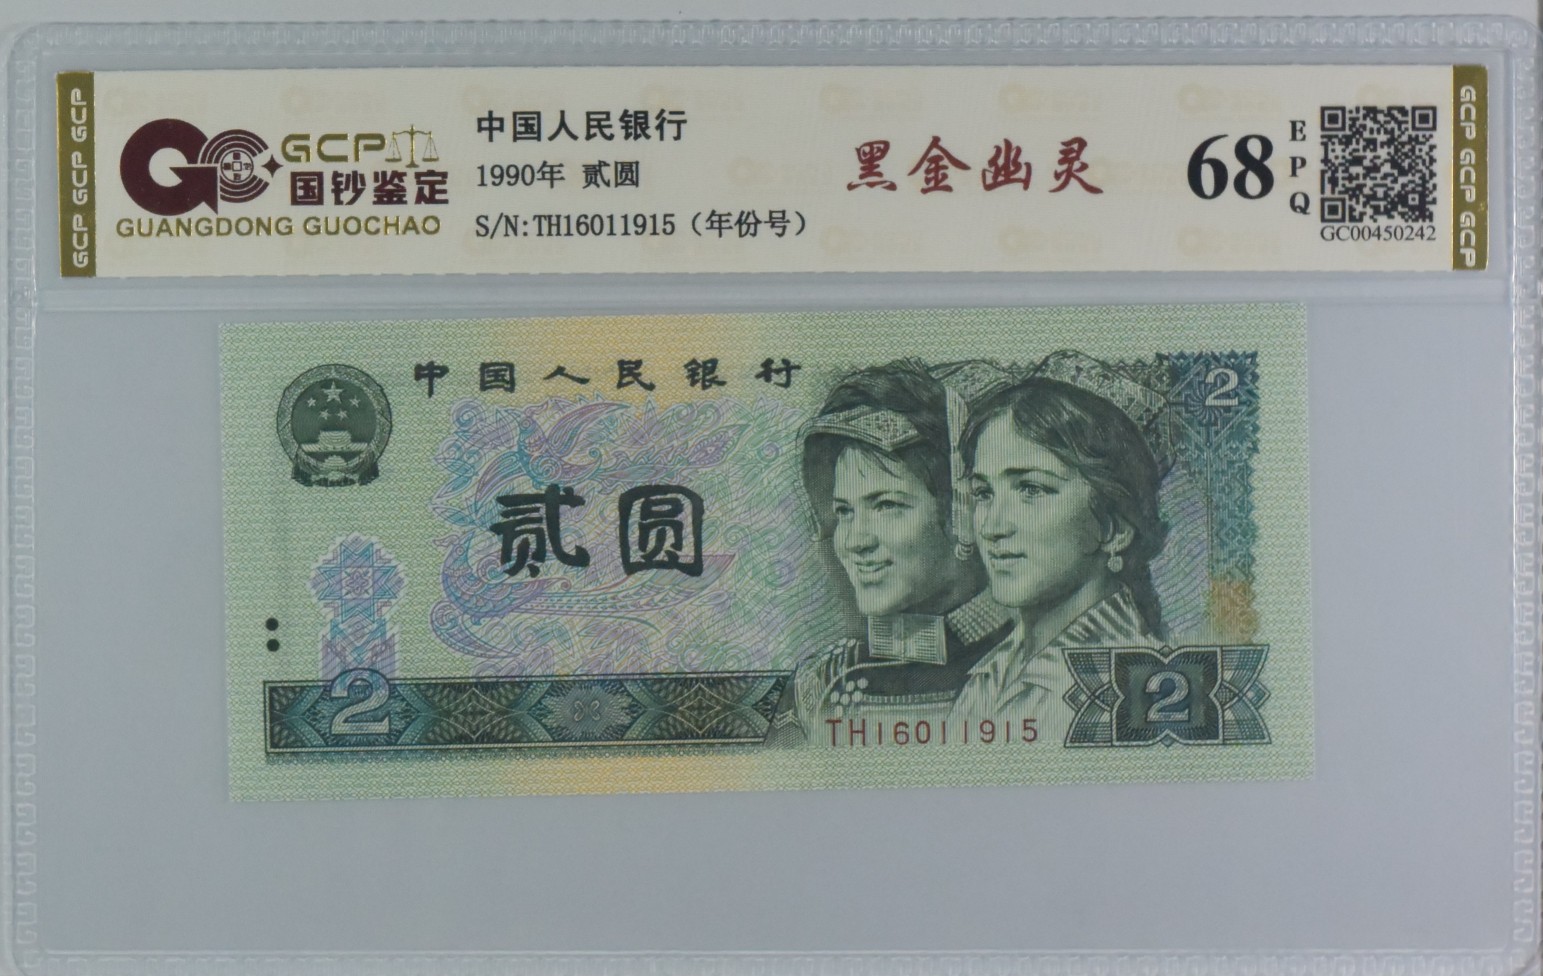 GCP GCP GCP
GCP
国钞鉴定
GUANGDONG GUOCHAO
中国人民银行
1990年 贰圆
S/N:TH16011915（年份号）
黑金幽灵
68
EPQ
GC00450242
GCP GCP GCP
中国人民银行
2
贰圆
2
TH16011915
2